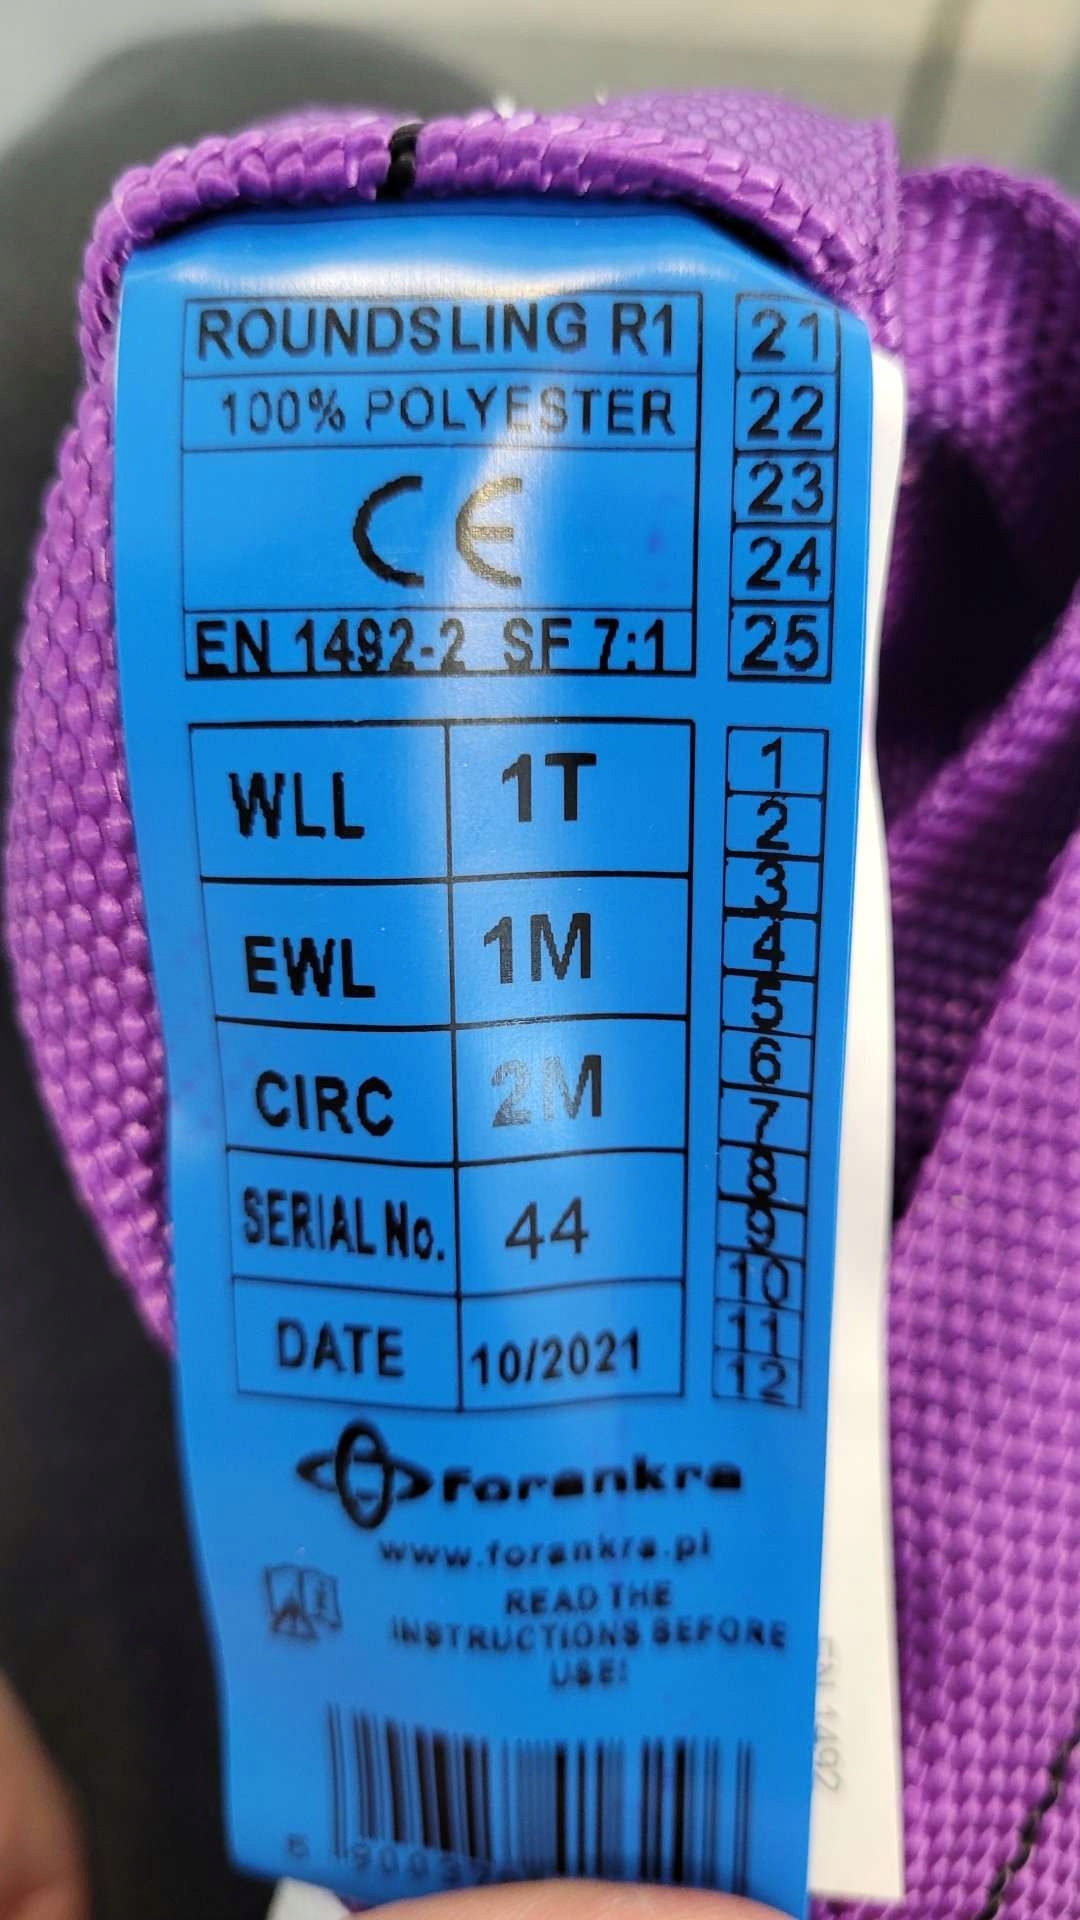 ROUNDSLING R1
100% POLYESTER
CE
EN 1492-2 SF 7:1
21
22
23
24
25
WLL 1T
EWL 1M
CIRC 2M
SERIAL No. 44
DATE 10/2021
1
2
3
4
5
6
7
8
9
10
11
12
forankra
www.forankra.pl
READ THE
INSTRUCTIONS BEFORE
USE!
EN 1492